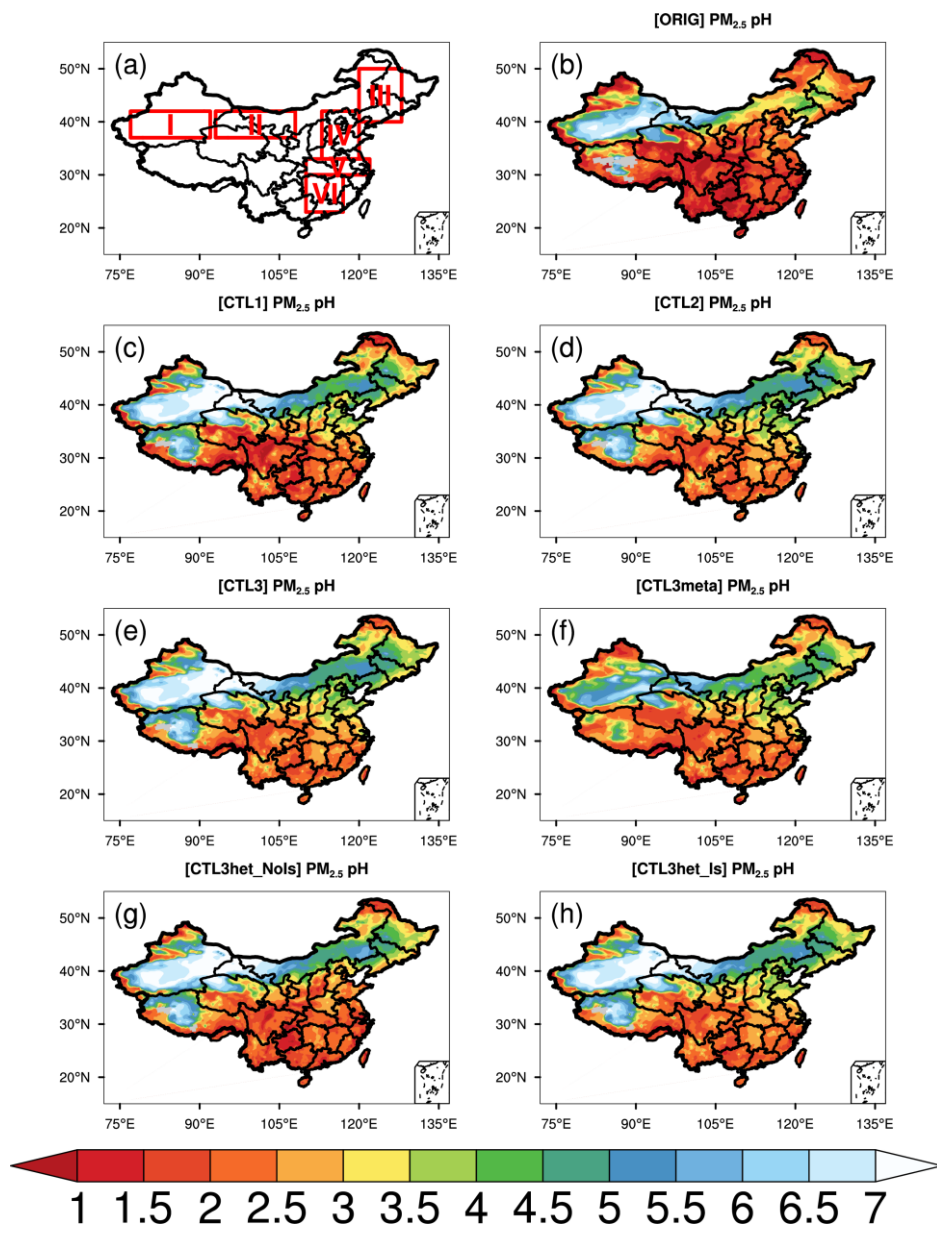 [ORIG] PM2.5 pH
(a)
I
II
III
IV
V
VI
50°N
40°N
30°N
20°N
75°E 90°E 105°E 120°E 135°E
(b)
50°N
40°N
30°N
20°N
75°E 90°E 105°E 120°E 135°E
[CTL1] PM2.5 pH
(c)
50°N
40°N
30°N
20°N
75°E 90°E 105°E 120°E 135°E
[CTL2] PM2.5 pH
(d)
50°N
40°N
30°N
20°N
75°E 90°E 105°E 120°E 135°E
[CTL3] PM2.5 pH
(e)
50°N
40°N
30°N
20°N
75°E 90°E 105°E 120°E 135°E
[CTL3meta] PM2.5 pH
(f)
50°N
40°N
30°N
20°N
75°E 90°E 105°E 120°E 135°E
[CTL3het_NoIs] PM2.5 pH
(g)
50°N
40°N
30°N
20°N
75°E 90°E 105°E 120°E 135°E
[CTL3het_Is] PM2.5 pH
(h)
50°N
40°N
30°N
20°N
75°E 90°E 105°E 120°E 135°E
1 1.5 2 2.5 3 3.5 4 4.5 5 5.5 6 6.5 7